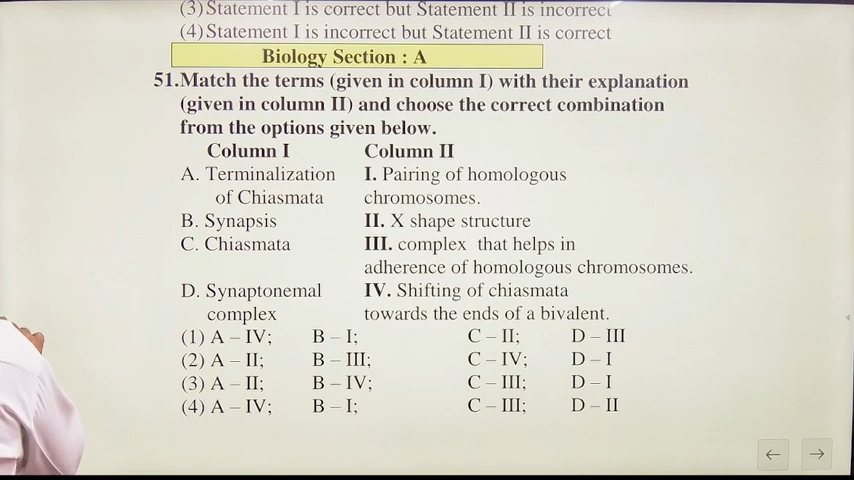 (3) Statement I is correct but Statement II is incorrect
(4) Statement I is incorrect but Statement II is correct
Biology Section : A
51.Match the terms (given in column I) with their explanation
(given in column II) and choose the correct combination
from the options given below.
Column I Column II
A. Terminalization I. Pairing of homologous
of Chiasmata chromosomes.
B. Synapsis II. X shape structure
C. Chiasmata III. complex that helps in
adherence of homologous chromosomes.
D. Synaptonemal IV. Shifting of chiasmata
complex towards the ends of a bivalent.
(1) A – IV; B – I; C – II; D – III
(2) A – II; B – III; C – IV; D – I
(3) A – II; B – IV; C – III; D – I
(4) A – IV; B – I; C – III; D – II